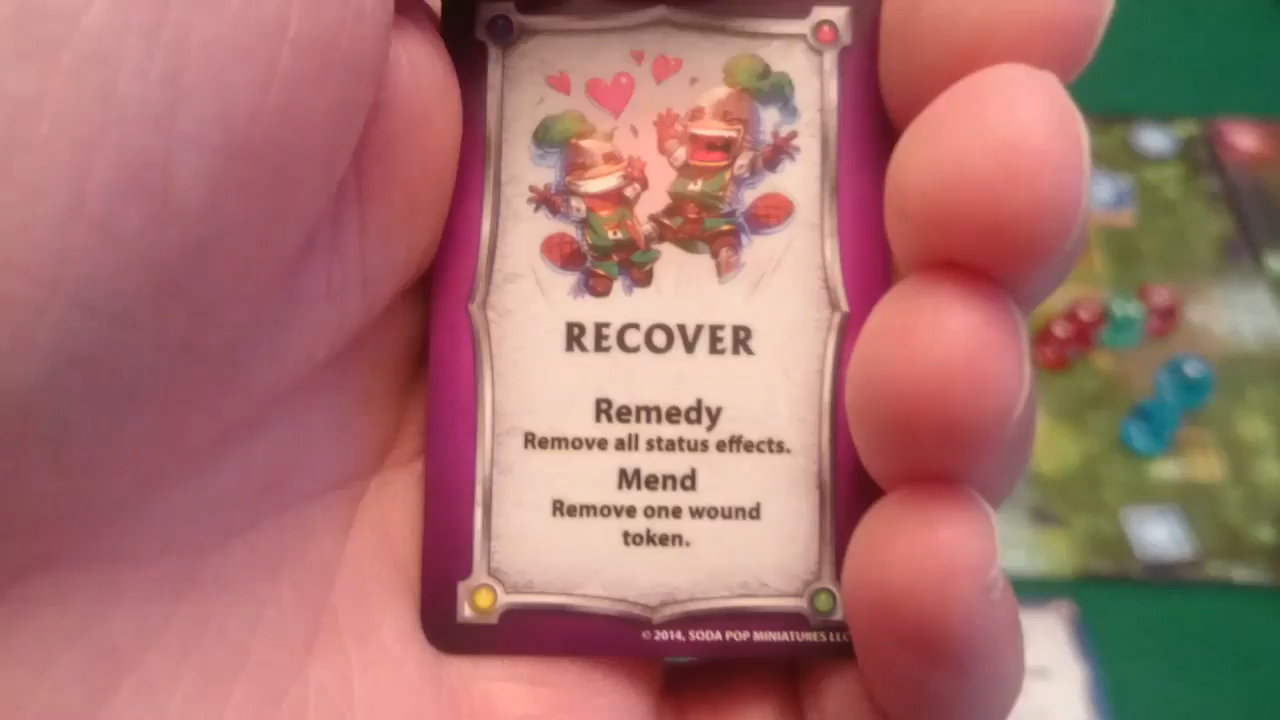 RECOVER
Remedy
Remove all status effects.
Mend
Remove one wound
token.
© 2014, SODA POP MINIATURES LLC